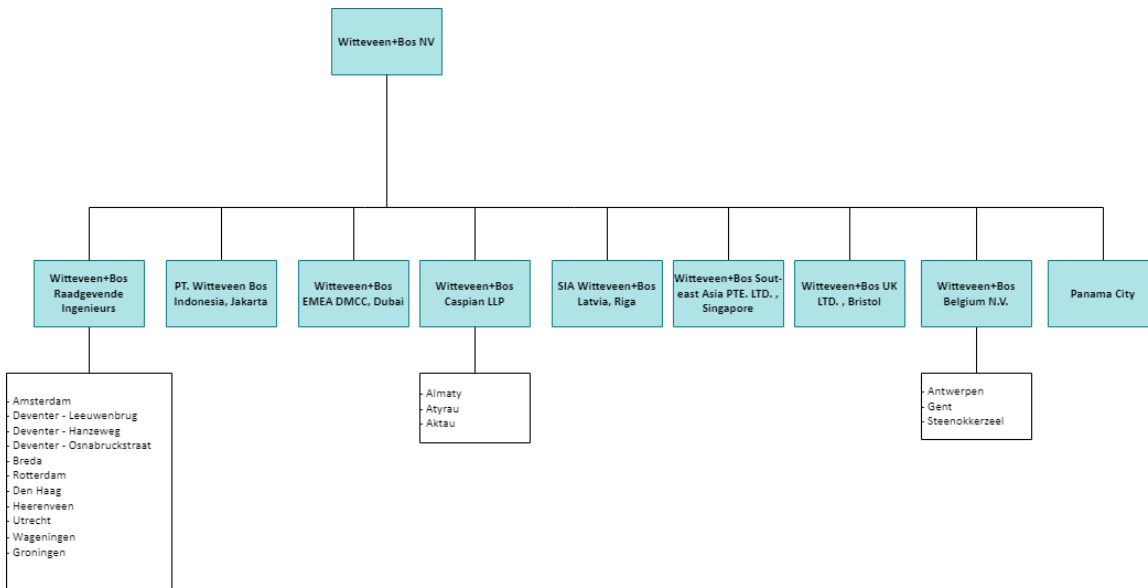 Witteveen+Bos NV
Witteveen+Bos
Raadgevende
Ingenieurs
PT. Witteveen Bos
Indonesia, Jakarta
Witteveen+Bos
EMEA DMCC, Dubai
Witteveen+Bos
Caspian LLP
SIA Witteveen+Bos
Latvia, Riga
Witteveen+Bos Sout-
east Asia PTE. LTD. ,
Singapore
Witteveen+Bos UK
LTD. , Bristol
Witteveen+Bos
Belgium N.V.
Panama City
- Amsterdam
- Deventer - Leeuwenbrug
- Deventer - Hanzeweg
- Deventer - Osnabruckstraat
- Breda
- Rotterdam
- Den Haag
- Heerenveen
- Utrecht
- Wageningen
- Groningen
- Almaty
- Atyrau
- Aktau
- Antwerpen
- Gent
- Steenokkerzeel